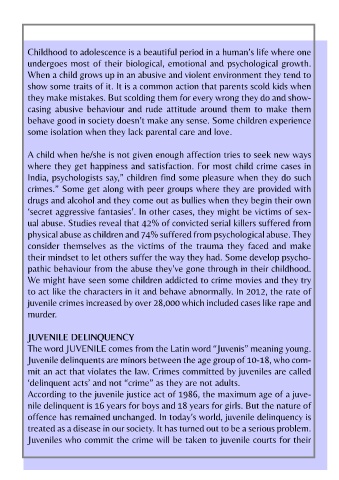 Childhood to adolescence is a beautiful period in a human's life where one
undergoes most of their biological, emotional and psychological growth.
When a child grows up in an abusive and violent environment they tend to
show some traits of it. It is a common action that parents scold kids when
they make mistakes. But scolding them for every wrong they do and show-
casing abusive behaviour and rude attitude around them to make them
behave good in society doesn't make any sense. Some children experience
some isolation when they lack parental care and love.
A child when he/she is not given enough affection tries to seek new ways
where they get happiness and satisfaction. For most child crime cases in
India, psychologists say," children find some pleasure when they do such
crimes." Some get along with peer groups where they are provided with
drugs and alcohol and they come out as bullies when they begin their own
'secret aggressive fantasies'. In other cases, they might be victims of sex-
ual abuse. Studies reveal that 42% of convicted serial killers suffered from
physical abuse as children and 74% suffered from psychological abuse. They
consider themselves as the victims of the trauma they faced and make
their mindset to let others suffer the way they had. Some develop psycho-
pathic behaviour from the abuse they've gone through in their childhood.
We might have seen some children addicted to crime movies and they try
to act like the characters in it and behave abnormally. In 2012, the rate of
juvenile crimes increased by over 28,000 which included cases like rape and
murder.
JUVENILE DELINQUENCY
The word JUVENILE comes from the Latin word "Juvenis" meaning young.
Juvenile delinquents are minors between the age group of 10-18, who com-
mit an act that violates the law. Crimes committed by juveniles are called
'delinquent acts' and not "crime" as they are not adults.
According to the juvenile justice act of 1986, the maximum age of a juve-
nile delinquent is 16 years for boys and 18 years for girls. But the nature of
offence has remained unchanged. In today's world, juvenile delinquency is
treated as a disease in our society. It has turned out to be a serious problem.
Juveniles who commit the crime will be taken to juvenile courts for their